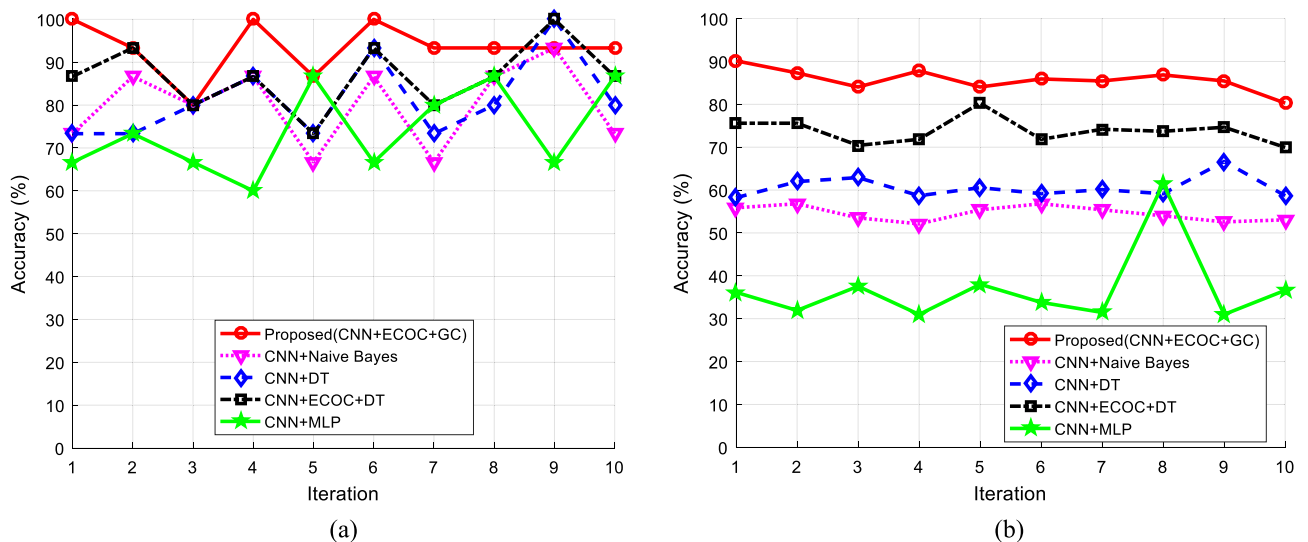 Accuracy (%)
100
90
80
70
60
50
40
30
20
10
0
Proposed(CNN+ECOC+GC)
CNN+Naive Bayes
CNN+DT
CNN+ECOC+DT
CNN+MLP
1 2 3 4 5 6 7 8 9 10
Iteration
(a)
Accuracy (%)
100
90
80
70
60
50
40
30
20
10
0
Proposed(CNN+ECOC+GC)
CNN+Naive Bayes
CNN+DT
CNN+ECOC+DT
CNN+MLP
1 2 3 4 5 6 7 8 9 10
Iteration
(b)